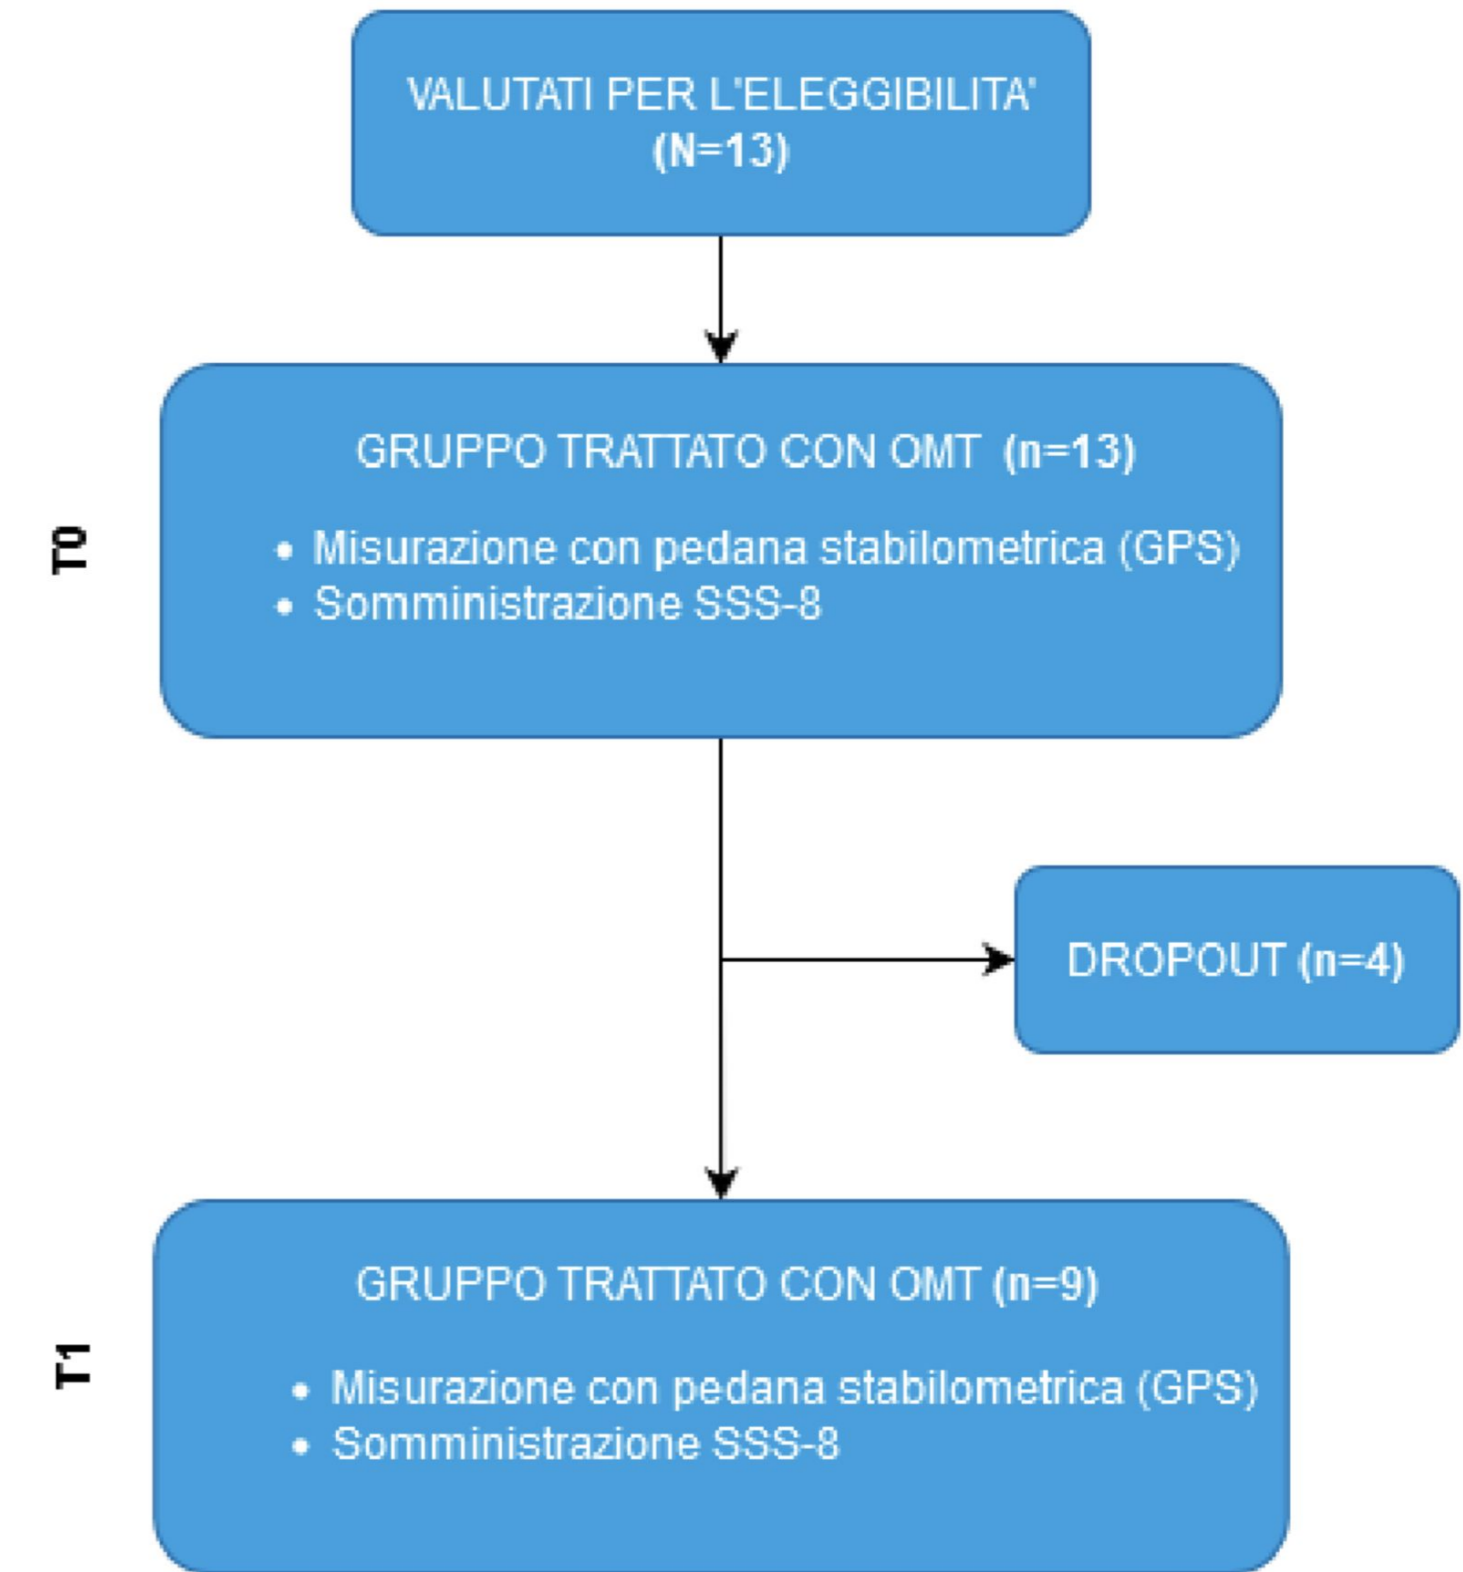 VALUTATI PER L'ELEGGIBILITA'
(N=13)
T0
GRUPPO TRATTATO CON OMT (n=13)
• Misurazione con pedana stabilometrica (GPS)
• Somministrazione SSS-8
DROPOUT (n=4)
T1
GRUPPO TRATTATO CON OMT (n=9)
• Misurazione con pedana stabilometrica (GPS)
• Somministrazione SSS-8